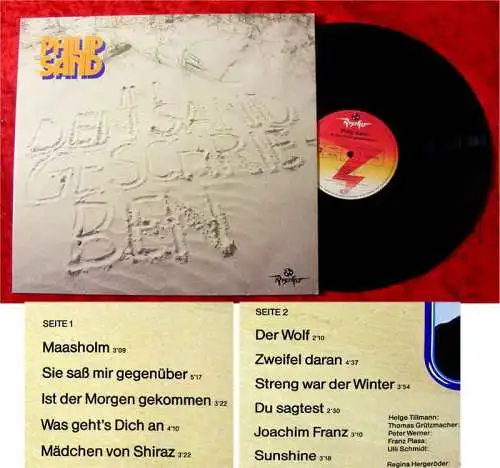 PHILIP
SAND
DEN SAND
GESCHRIE-
BEN
SEITE 1
Maasholm 3'09
Sie saß mir gegenüber 5'17
Ist der Morgen gekommen 3'22
Was geht's Dich an 4'10
Mädchen von Shiraz 3'22
SEITE 2
Der Wolf 2'10
Zweifel daran 4'37
Streng war der Winter 3'54
Du sagtest 2'30
Joachim Franz 3'10
Sunshine 3'18
Helge Tillmann:
Thomas Grützmacher:
Peter Werner:
Franz Plasa:
Ulli Schmidt:
Regina Hergeröder: